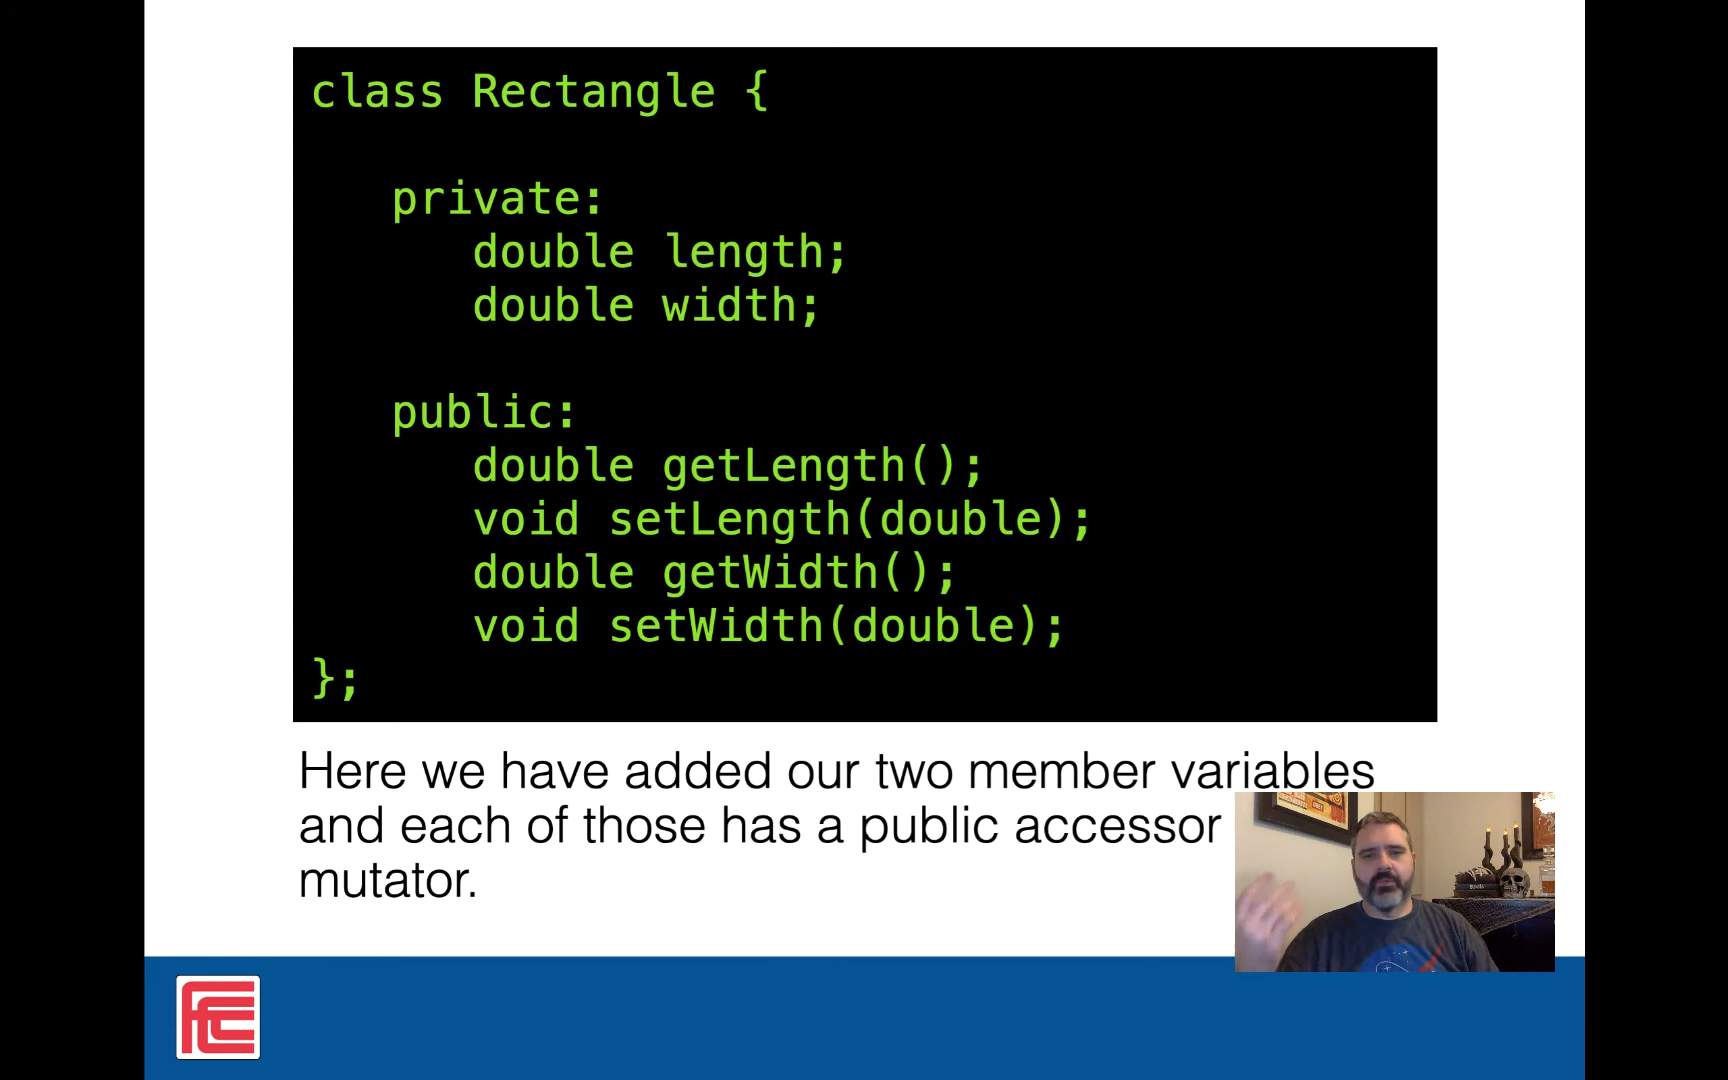 class Rectangle {
private:
double length;
double width;
public:
double getLength();
void setLength(double);
double getWidth();
void setWidth(double);
};
Here we have added our two member variables
and each of those has a public accessor
mutator.
FCC